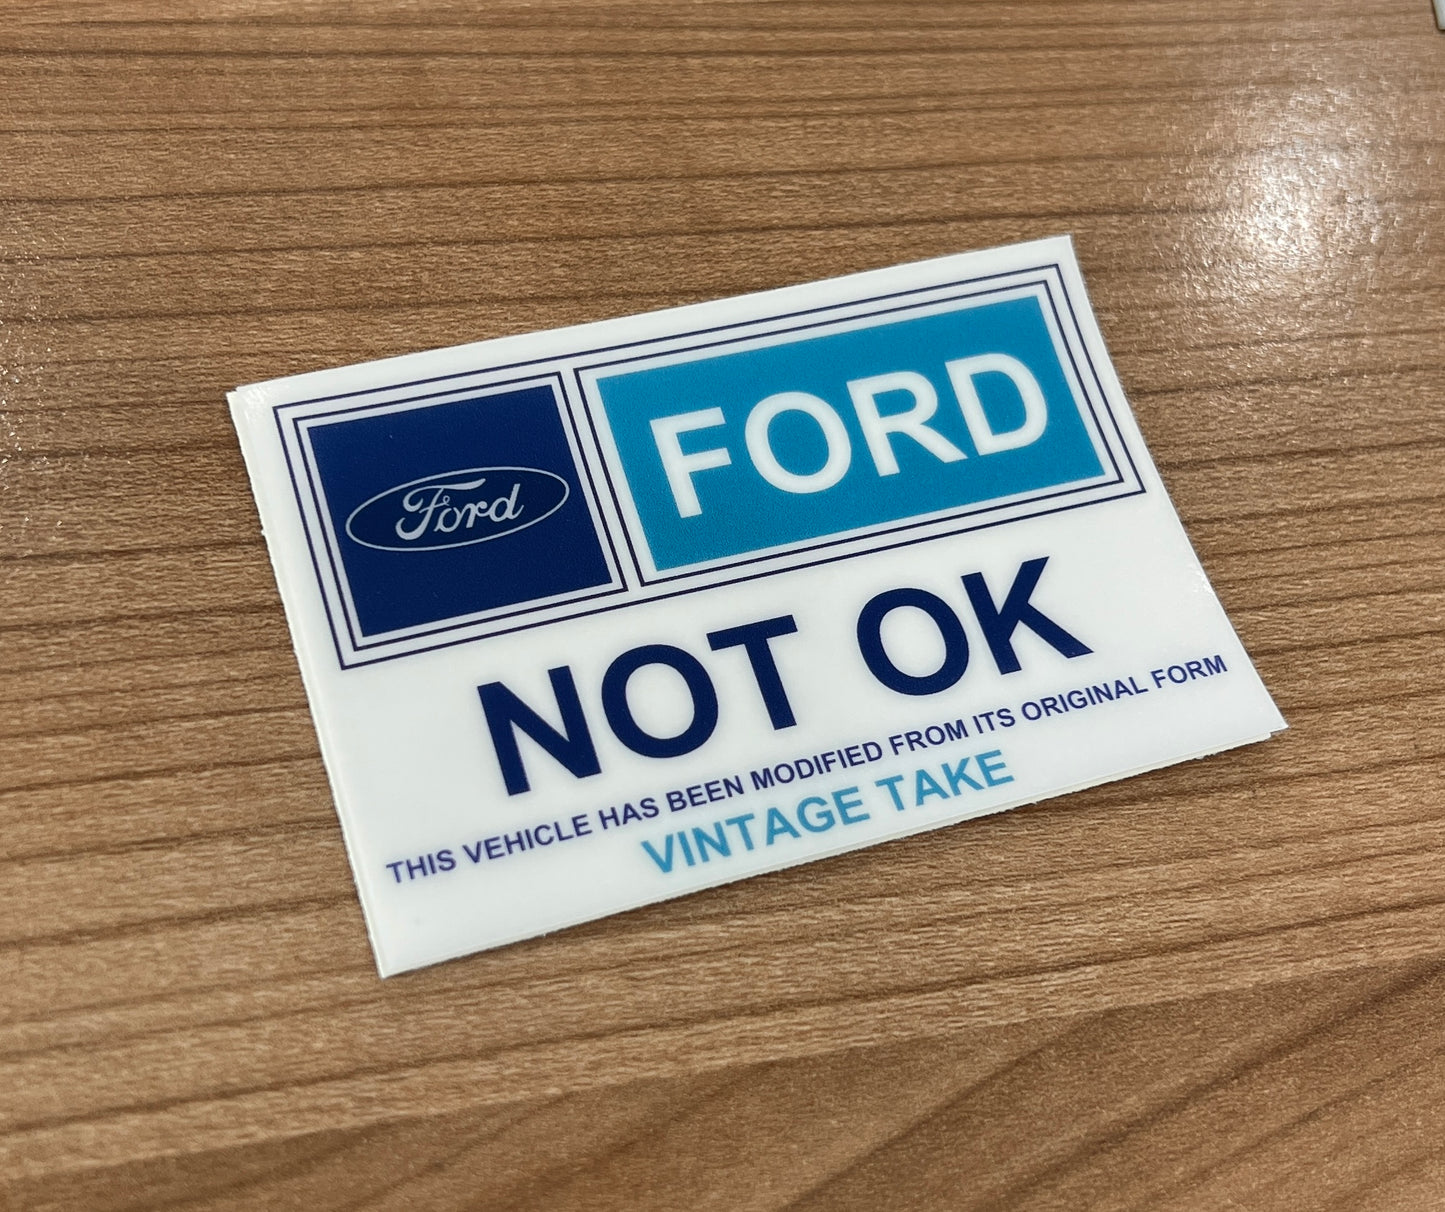 Ford
FORD
NOT OK
THIS VEHICLE HAS BEEN MODIFIED FROM ITS ORIGINAL FORM
VINTAGE TAKE